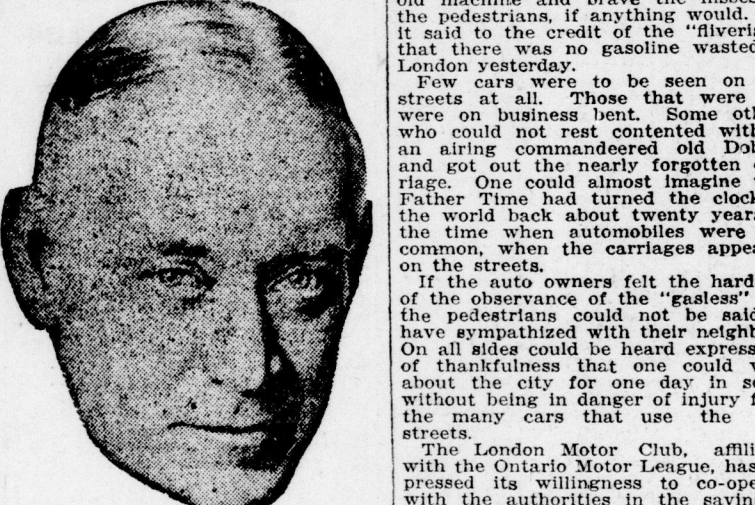 old machine and brave the hisses
the pedestrians, if anything would.
it said to the credit of the "fliveri
that there was no gasoline wasted
London yesterday.
Few cars were to be seen on
streets at all. Those that were
were on business bent. Some oth
who could not rest contented with
an airing commandeered old Dob
and got out the nearly forgotten
riage. One could almost imagine
Father Time had turned the clock
the world back about twenty year
the time when automobiles were
common, when the carriages appea
on the streets.
If the auto owners felt the hard
of the observance of the "gasless"
the pedestrians could not be said
have sympathized with their neighb
On all sides could be heard express
of thankfulness that one could
about the city for one day in s
without being in danger of injury f
the many cars that use the
streets.
The London Motor Club, affili
with the Ontario Motor League, has
pressed its willingness to co-ope
with the authorities in the savin